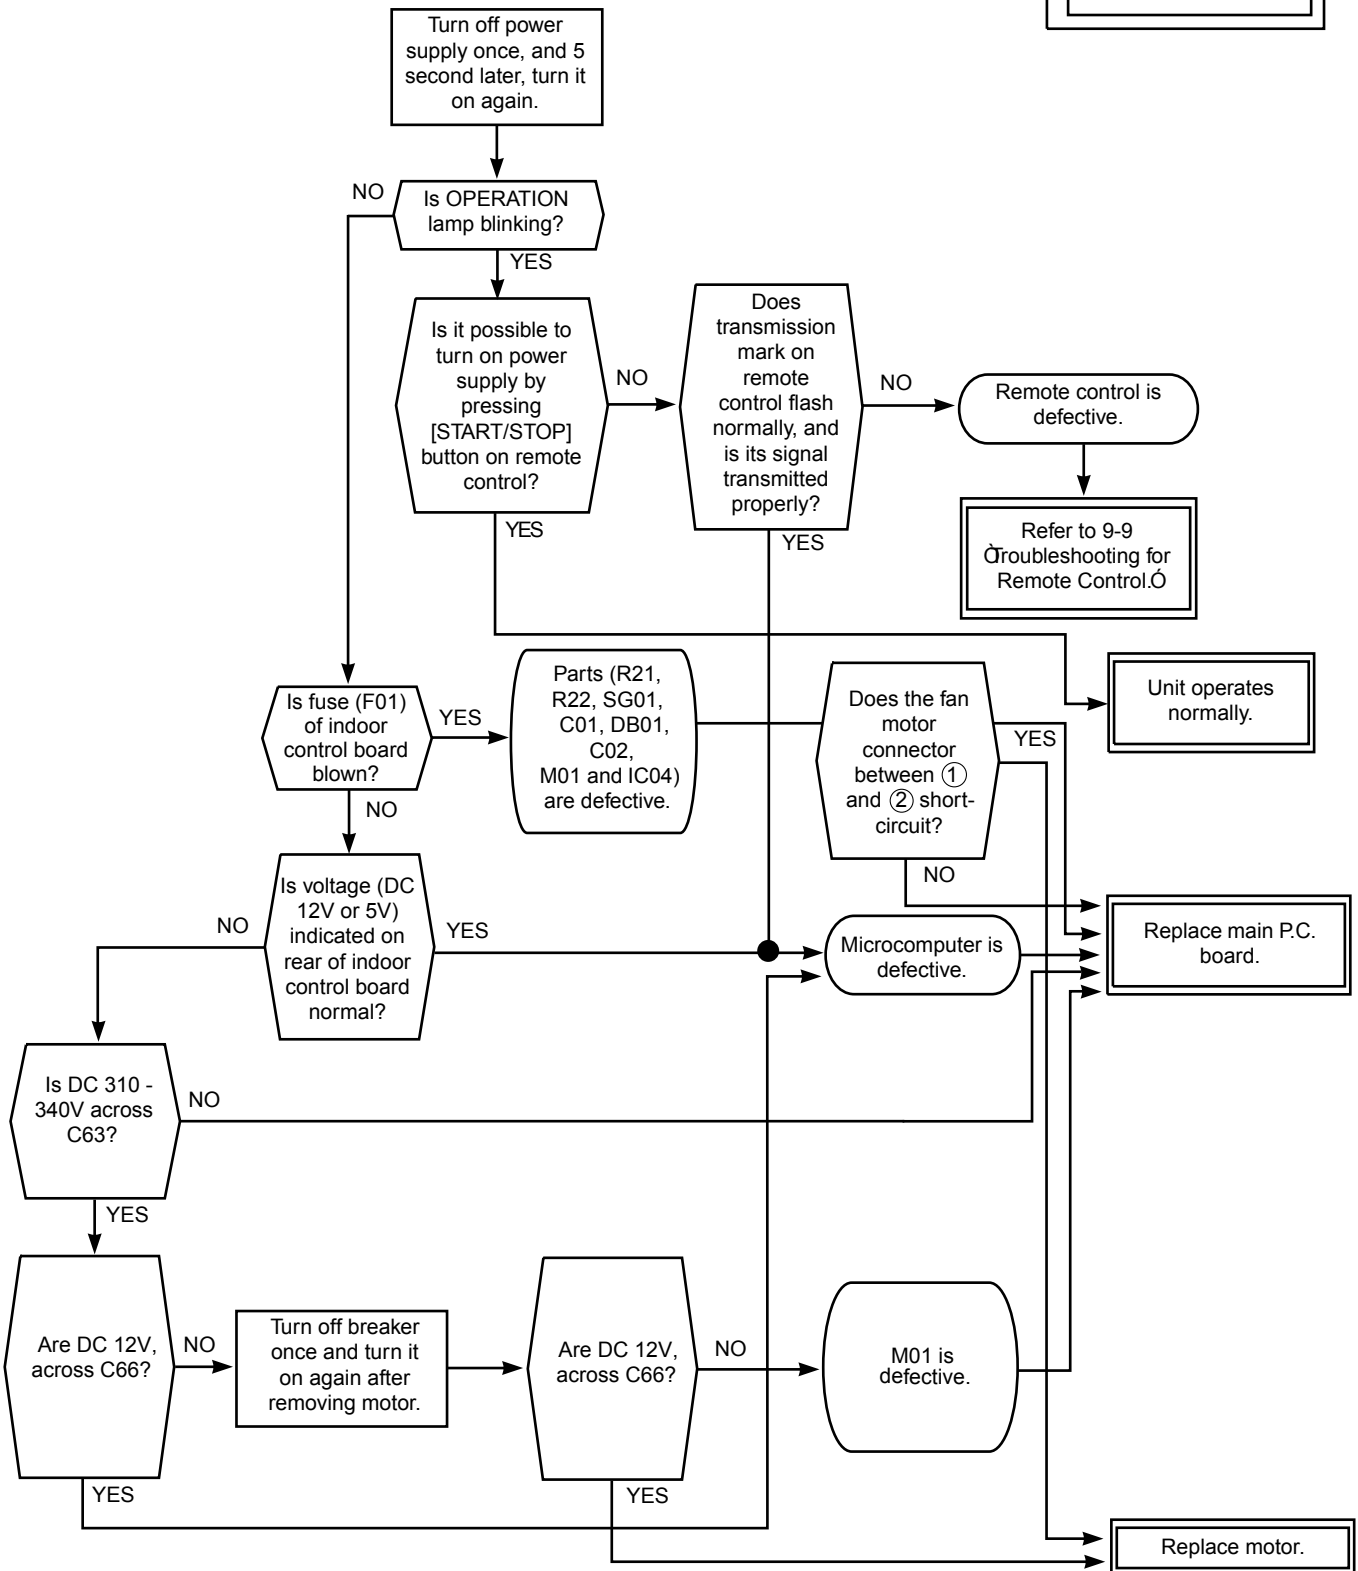 Turn off power
supply once, and 5
second later, turn it
on again.
NO
Is OPERATION
lamp blinking?
YES
Is it possible to
turn on power
supply by
pressing
[START/STOP]
button on remote
control?
NO
YES
Does
transmission
mark on
remote
control flash
normally, and
is its signal
transmitted
properly?
NO
YES
Remote control is
defective.
Refer to 9-9
ÒTroubleshooting for
Remote Control.Ó
Unit operates
normally.
Is fuse (F01)
of indoor
control board
blown?
YES
NO
Parts (R21,
R22, SG01,
C01, DB01,
C02,
M01 and IC04)
are defective.
Does the fan
motor
connector
between ①
and ② short-
circuit?
YES
NO
Is voltage (DC
12V or 5V)
indicated on
rear of indoor
control board
normal?
NO
YES
Microcomputer is
defective.
Replace main P.C.
board.
Is DC 310 -
340V across
C63?
NO
YES
Are DC 12V,
across C66?
NO
YES
Turn off breaker
once and turn it
on again after
removing motor.
Are DC 12V,
across C66?
NO
YES
M01 is
defective.
Replace motor.